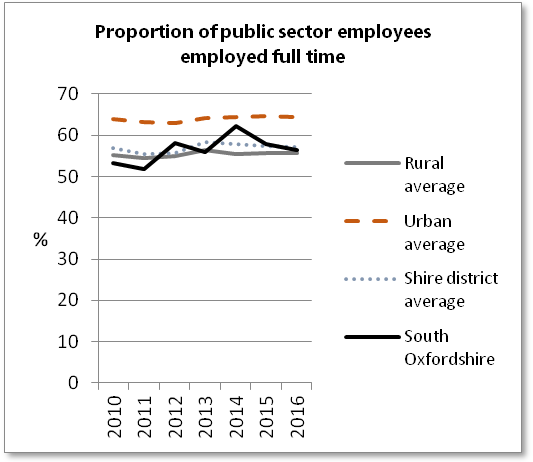 Proportion of public sector employees
employed full time
70
60
50
40
30
20
10
0
%
2010
2011
2012
2013
2014
2015
2016
Rural
average
Urban
average
Shire district
average
South
Oxfordshire